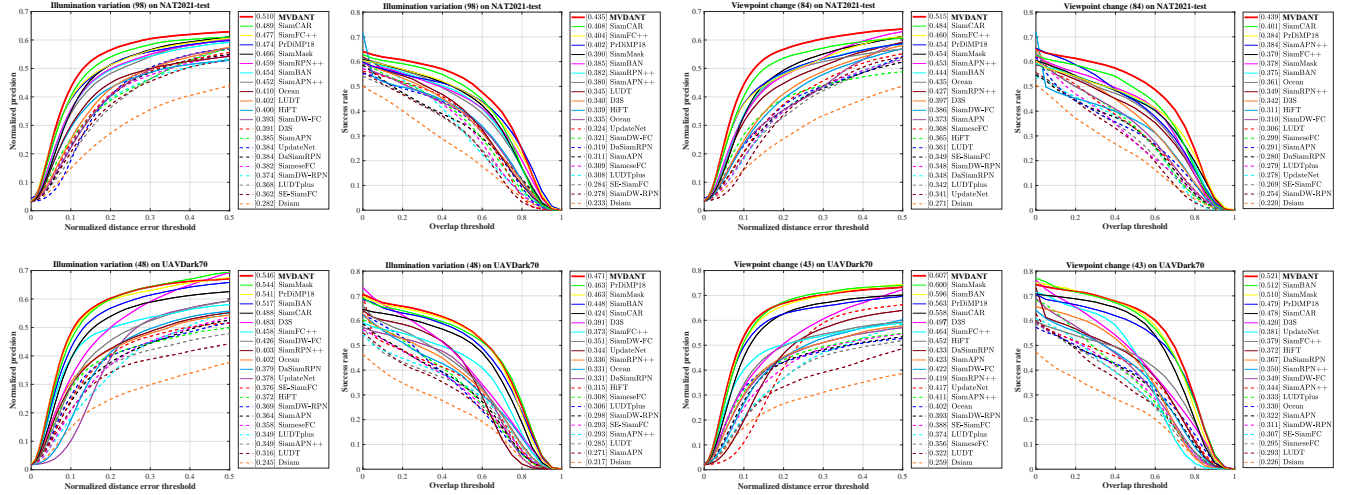 Illumination variation (98) on NAT2021-test
Normalized precision
Normalized distance error threshold
[0.510] MVDANT
[0.489] SiamCAR
[0.477] SiamFC++
[0.474] PrDiMP18
[0.466] SiamMask
[0.459] SiamRPN++
[0.454] SiamBAN
[0.452] SiamAPN++
[0.410] Ocean
[0.402] LUDT
[0.400] HiFT
[0.393] SiamDW-FC
[0.391] D3S
[0.385] SiamAPN
[0.384] UpdateNet
[0.384] DaSiamRPN
[0.382] SiameseFC
[0.374] SiamDW-RPN
[0.368] LUDTplus
[0.362] SE-SiamFC
[0.282] Dsiam
Illumination variation (98) on NAT2021-test
Success rate
Overlap threshold
[0.435] MVDANT
[0.408] SiamCAR
[0.404] SiamFC++
[0.402] PrDiMP18
[0.390] SiamMask
[0.385] SiamBAN
[0.382] SiamRPN++
[0.380] SiamAPN++
[0.345] LUDT
[0.340] D3S
[0.339] HiFT
[0.335] Ocean
[0.324] UpdateNet
[0.321] SiamDW-FC
[0.319] DaSiamRPN
[0.311] SiamAPN
[0.309] SiameseFC
[0.308] LUDTplus
[0.284] SE-SiamFC
[0.278] SiamDW-RPN
[0.233] Dsiam
Viewpoint change (84) on NAT2021-test
Normalized precision
Normalized distance error threshold
[0.515] MVDANT
[0.484] SiamCAR
[0.460] SiamFC++
[0.454] PrDiMP18
[0.454] SiamMask
[0.453] SiamAPN++
[0.444] SiamBAN
[0.435] Ocean
[0.427] SiamRPN++
[0.397] D3S
[0.386] SiamDW-FC
[0.373] SiamAPN
[0.368] SiameseFC
[0.365] HiFT
[0.361] LUDT
[0.349] SE-SiamFC
[0.348] SiamDW-RPN
[0.348] DaSiamRPN
[0.342] LUDTplus
[0.341] UpdateNet
[0.271] Dsiam
Viewpoint change (84) on NAT2021-test
Success rate
Overlap threshold
[0.439] MVDANT
[0.401] SiamCAR
[0.384] PrDiMP18
[0.384] SiamAPN++
[0.379] SiamFC++
[0.378] SiamMask
[0.375] SiamBAN
[0.361] Ocean
[0.349] SiamRPN++
[0.342] D3S
[0.311] HiFT
[0.310] SiamDW-FC
[0.306] LUDT
[0.299] SiameseFC
[0.291] SiamAPN
[0.280] DaSiamRPN
[0.279] LUDTplus
[0.278] UpdateNet
[0.269] SE-SiamFC
[0.254] SiamDW-RPN
[0.220] Dsiam
Illumination variation (48) on UAVDark70
Normalized precision
Normalized distance error threshold
[0.546] MVDANT
[0.544] SiamMask
[0.541] PrDiMP18
[0.517] SiamBAN
[0.488] SiamCAR
[0.483] D3S
[0.458] SiamFC++
[0.426] SiamDW-FC
[0.403] SiamRPN++
[0.402] Ocean
[0.379] DaSiamRPN
[0.378] UpdateNet
[0.376] SE-SiamFC
[0.372] HiFT
[0.369] SiamDW-RPN
[0.364] SiamAPN
[0.358] SiameseFC
[0.349] LUDTplus
[0.349] SiamAPN++
[0.316] LUDT
[0.245] Dsiam
Illumination variation (48) on UAVDark70
Success rate
Overlap threshold
[0.471] MVDANT
[0.463] PrDiMP18
[0.463] SiamMask
[0.448] SiamBAN
[0.424] SiamCAR
[0.391] D3S
[0.373] SiamFC++
[0.351] SiamDW-FC
[0.344] UpdateNet
[0.336] SiamRPN++
[0.331] Ocean
[0.331] DaSiamRPN
[0.315] HiFT
[0.308] SiameseFC
[0.306] LUDTplus
[0.298] SiamDW-RPN
[0.293] SE-SiamFC
[0.293] SiamAPN++
[0.285] LUDT
[0.271] SiamAPN
[0.217] Dsiam
Viewpoint change (43) on UAVDark70
Normalized precision
Normalized distance error threshold
[0.607] MVDANT
[0.600] SiamMask
[0.596] SiamBAN
[0.563] PrDiMP18
[0.558] SiamCAR
[0.497] D3S
[0.464] SiamFC++
[0.452] HiFT
[0.433] DaSiamRPN
[0.423] SiamAPN
[0.422] SiamDW-FC
[0.419] SiamRPN++
[0.417] UpdateNet
[0.411] SiamAPN++
[0.402] Ocean
[0.393] SiamDW-RPN
[0.388] SE-SiamFC
[0.374] LUDTplus
[0.356] SiameseFC
[0.322] LUDT
[0.259] Dsiam
Viewpoint change (43) on UAVDark70
Success rate
Overlap threshold
[0.521] MVDANT
[0.512] SiamBAN
[0.510] SiamMask
[0.484] PrDiMP18
[0.478] SiamCAR
[0.420] D3S
[0.381] UpdateNet
[0.379] SiamFC++
[0.372] HiFT
[0.367] DaSiamRPN
[0.350] SiamRPN++
[0.349] SiamDW-FC
[0.344] SiamAPN++
[0.333] LUDTplus
[0.330] Ocean
[0.322] SiamAPN
[0.311] SiamDW-RPN
[0.307] SE-SiamFC
[0.295] SiameseFC
[0.293] LUDT
[0.226] Dsiam